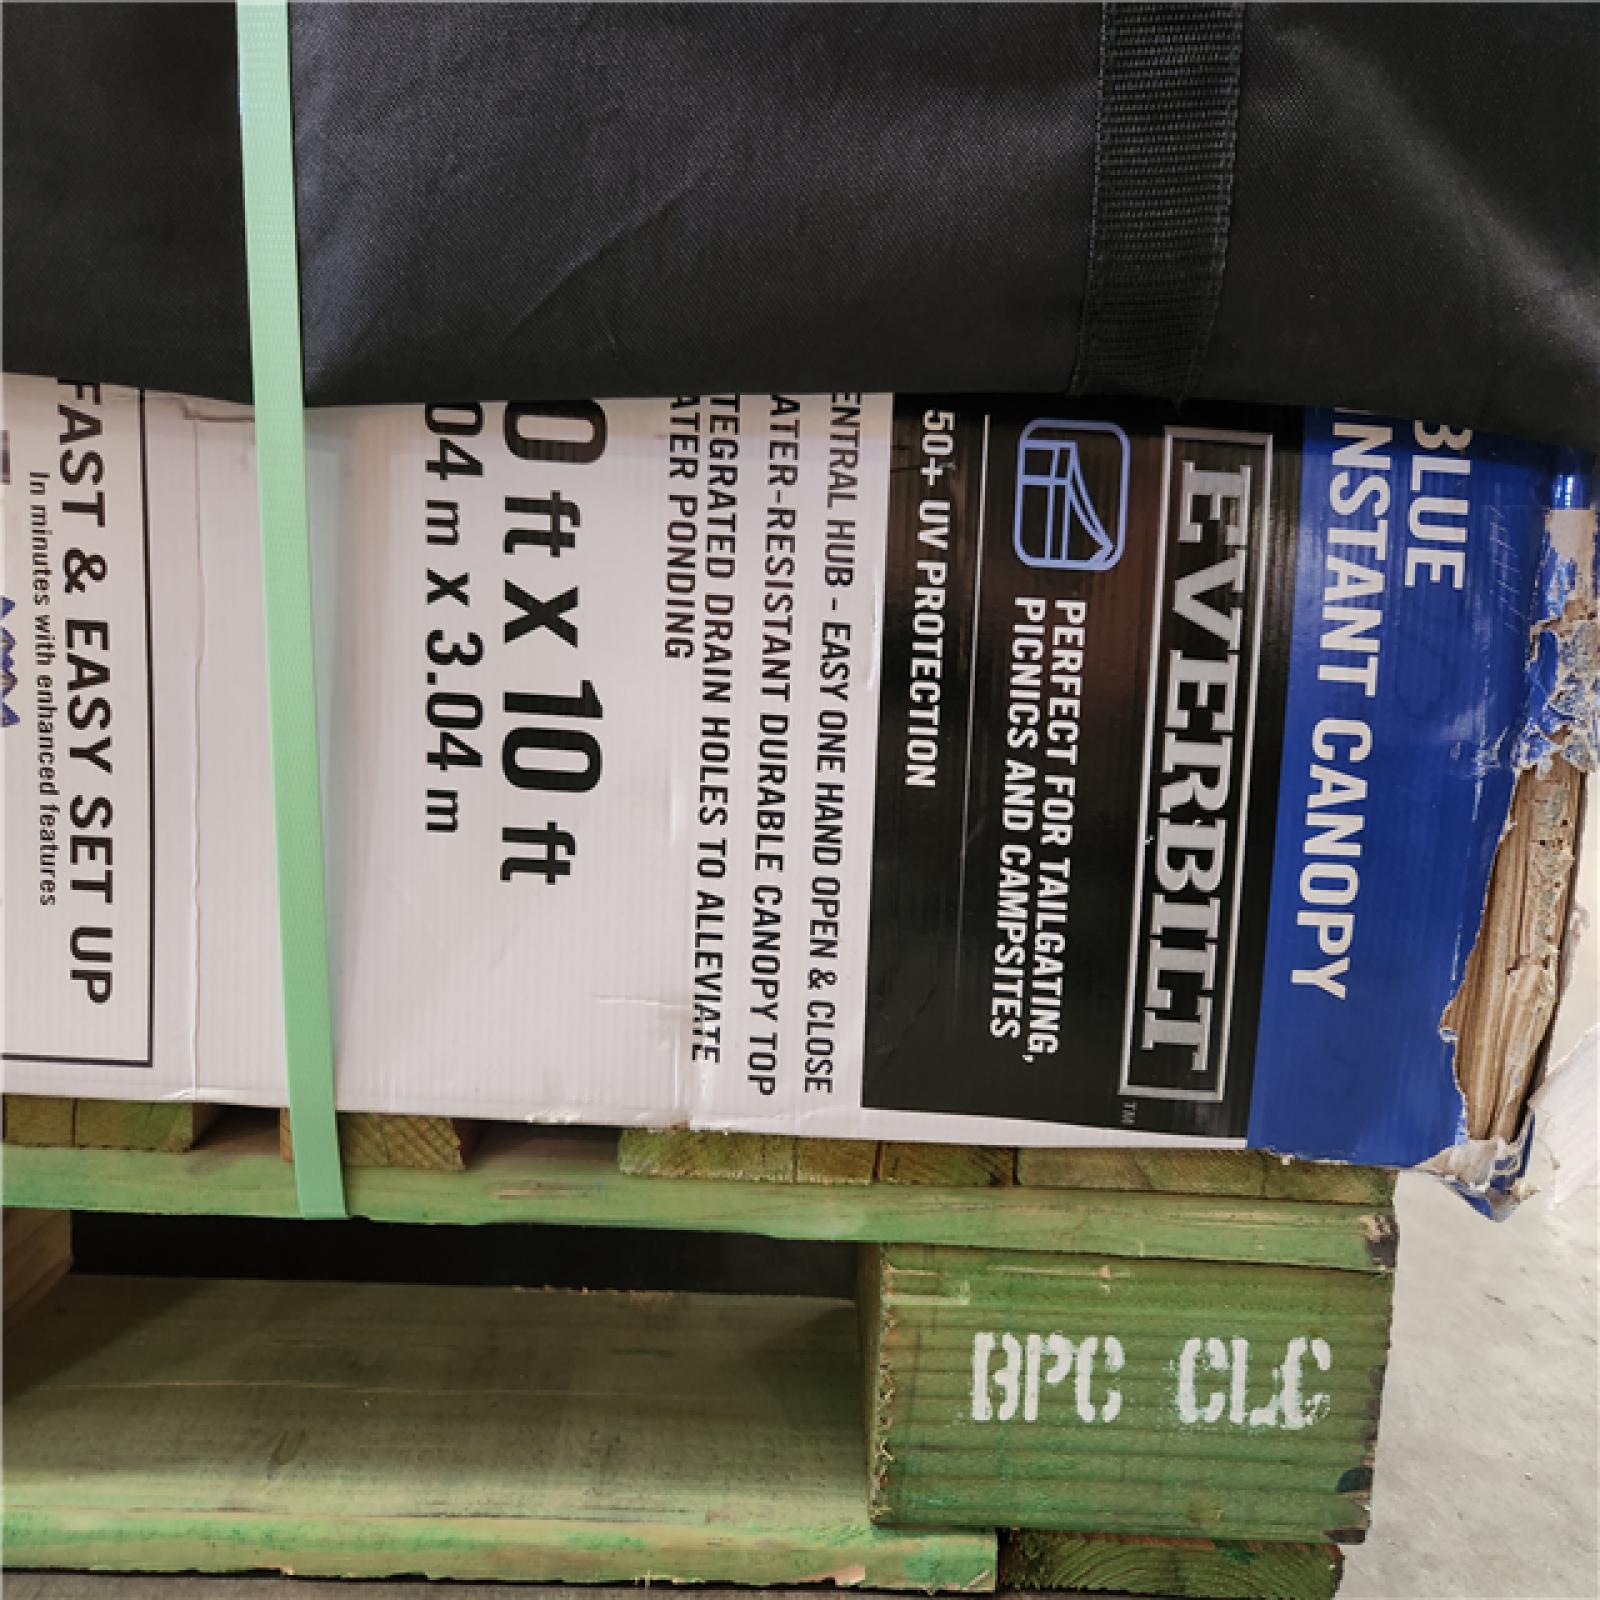 BLUE
INSTANT CANOPY
EVERBILT
TM
PERFECT FOR TAILGATING,
PICNICS AND CAMPSITES
50+ UV PROTECTION
ENTRAL HUB - EASY ONE HAND OPEN & CLOSE
ATER-RESISTANT DURABLE CANOPY TOP
TEGRATED DRAIN HOLES TO ALLEVIATE
ATER PONDING
0 ft x 10 ft
04 m x 3.04 m
FAST & EASY SET UP
In minutes with enhanced features
BPC CLC